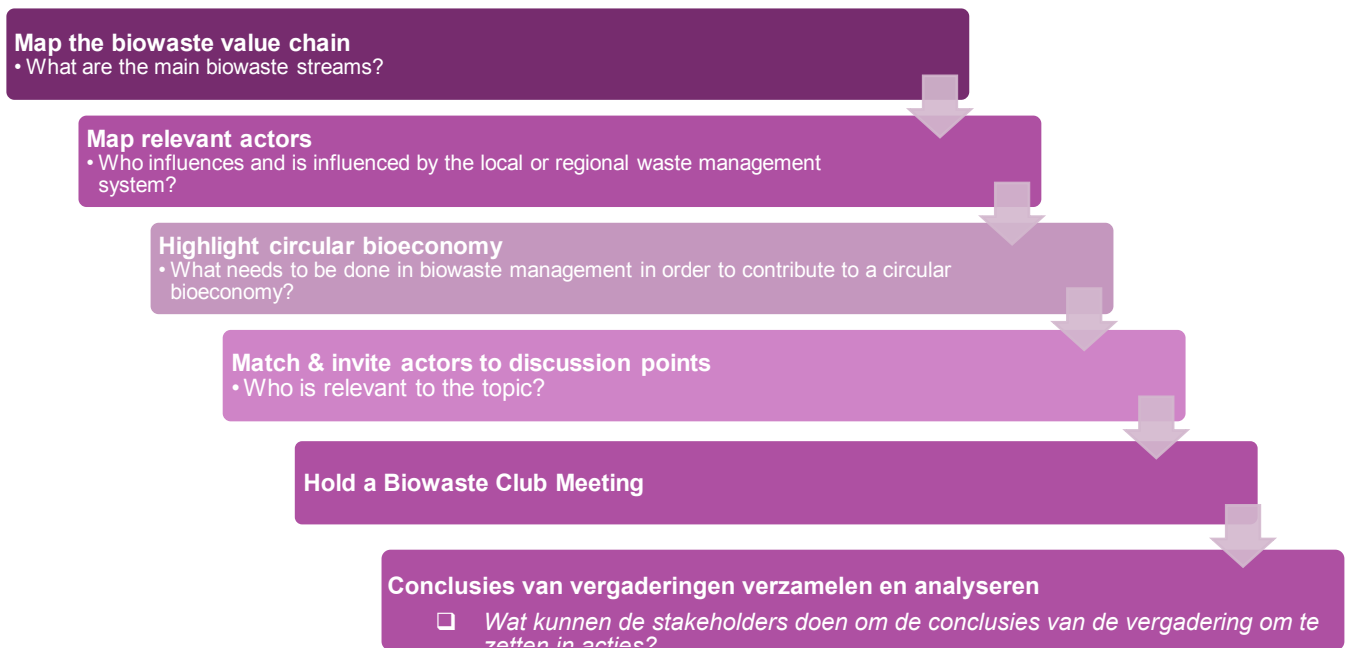 Map the biowaste value chain
• What are the main biowaste streams?
Map relevant actors
• Who influences and is influenced by the local or regional waste management
system?
Highlight circular bioeconomy
• What needs to be done in biowaste management in order to contribute to a circular
bioeconomy?
Match & invite actors to discussion points
• Who is relevant to the topic?
Hold a Biowaste Club Meeting
Conclusies van vergaderingen verzamelen en analyseren
❑ Wat kunnen de stakeholders doen om de conclusies van de vergadering om te
zetten in acties?